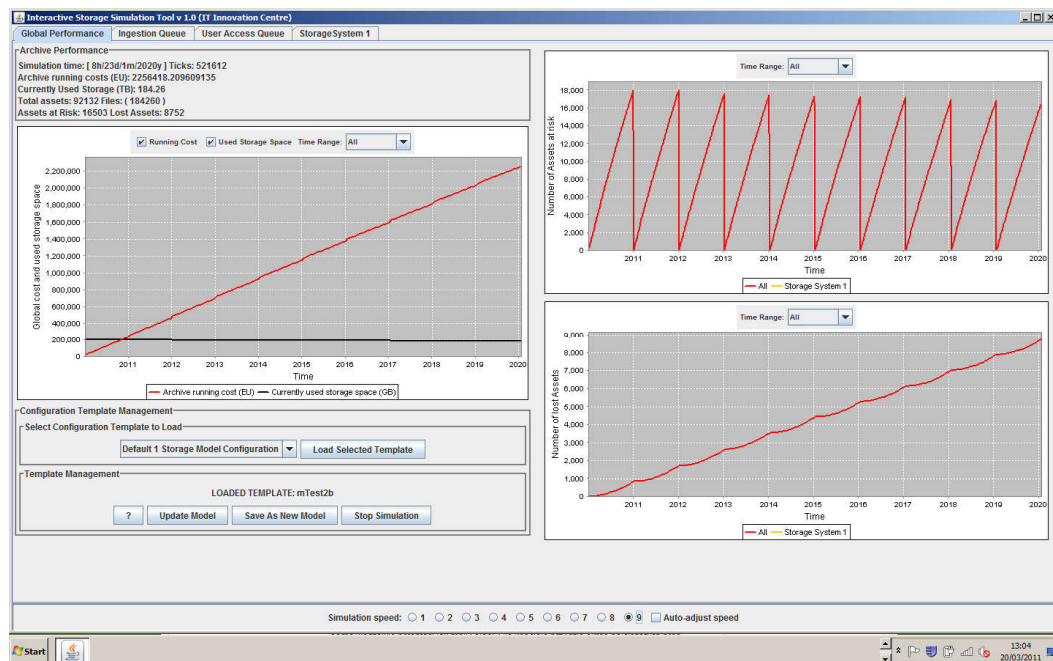 Interactive Storage Simulation Tool v 1.0 (IT Innovation Centre)
Global Performance Ingestion Queue User Access Queue StorageSystem 1
Archive Performance
Simulation time: [ 8h/23d/1m/2020y ] Ticks: 521612
Archive running costs (EU): 2256418.209609135
Currently Used Storage (TB): 184.26
Total assets: 92132 Files: ( 184260 )
Assets at Risk: 16503 Lost Assets: 8752
Running Cost Used Storage Space Time Range: All
Global cost and used storage space
2,200,000
2,000,000
1,800,000
1,600,000
1,400,000
1,200,000
1,000,000
800,000
600,000
400,000
200,000
0
2011 2012 2013 2014 2015 2016 2017 2018 2019 2020
Time
Archive running cost (EU) Currently used storage space (GB)
Configuration Template Management
Select Configuration Template to Load
Default 1 Storage Model Configuration Load Selected Template
Template Management
LOADED TEMPLATE: mTest2b
? Update Model Save As New Model Stop Simulation
Time Range: All
Number of Assets at risk
18,000
16,000
14,000
12,000
10,000
8,000
6,000
4,000
2,000
0
2011 2012 2013 2014 2015 2016 2017 2018 2019 2020
Time
All Storage System 1
Time Range: All
Number of lost Assets
9,000
8,000
7,000
6,000
5,000
4,000
3,000
2,000
1,000
0
2011 2012 2013 2014 2015 2016 2017 2018 2019 2020
Time
All Storage System 1
Simulation speed: 1 2 3 4 5 6 7 8 9 Auto-adjust speed
Start
13:04
20/03/2011